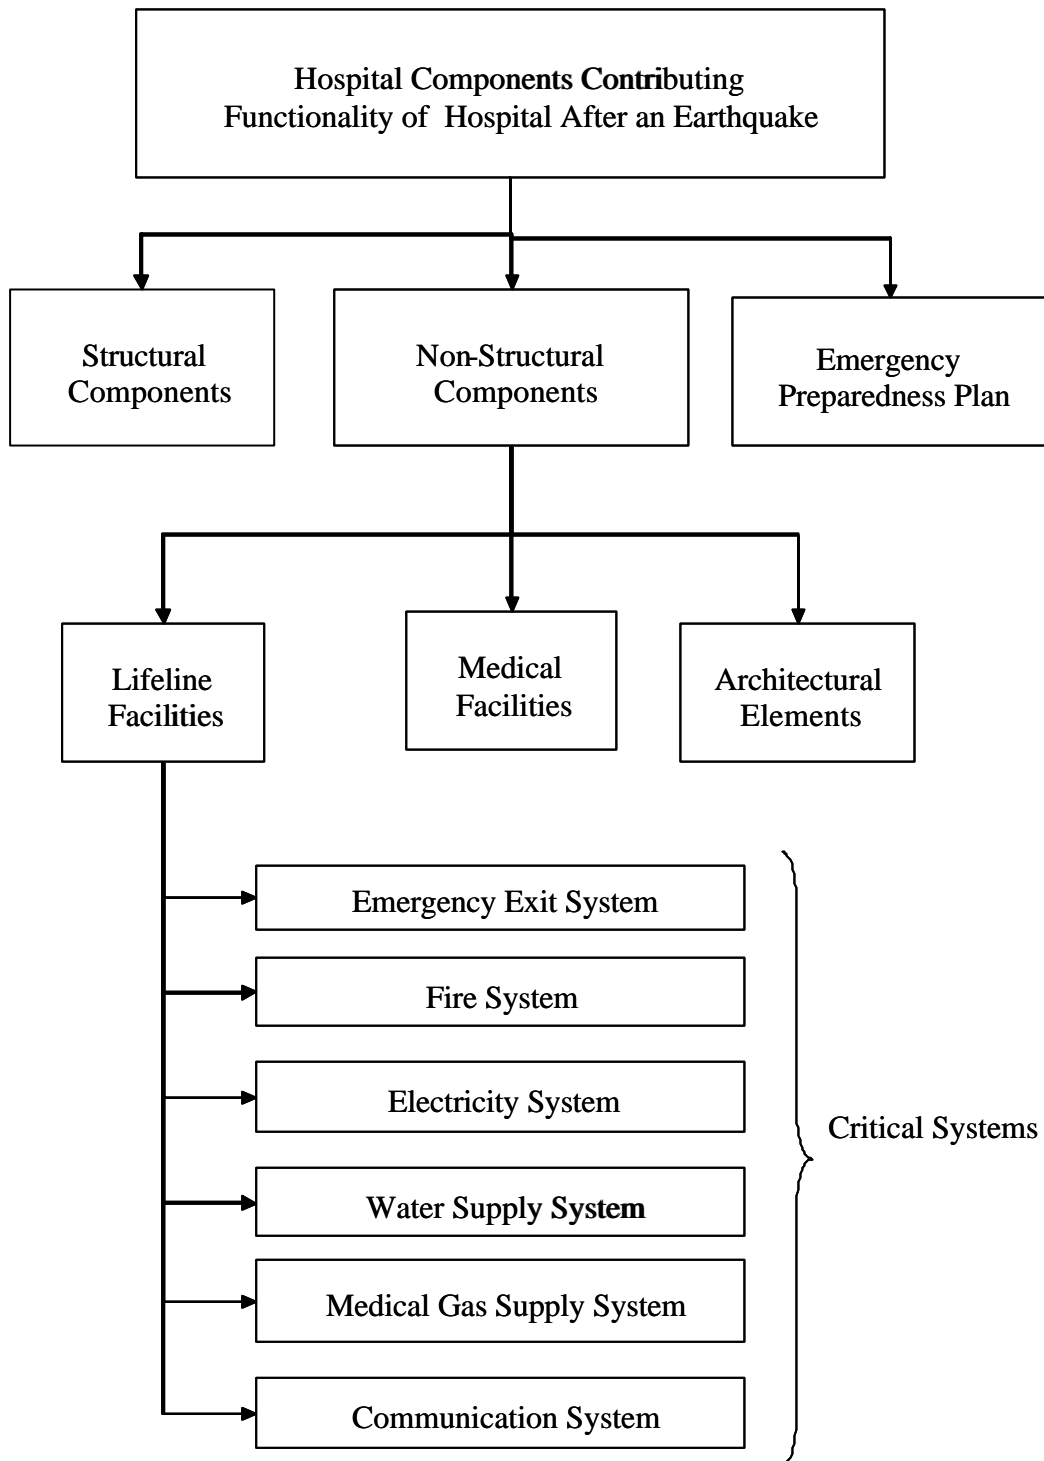 Hospital Components Contributing
Functionality of Hospital After an Earthquake
Structural
Components
Non-Structural
Components
Emergency
Preparedness Plan
Lifeline
Facilities
Medical
Facilities
Architectural
Elements
Emergency Exit System
Fire System
Electricity System
Water Supply System
Medical Gas Supply System
Communication System
Critical Systems